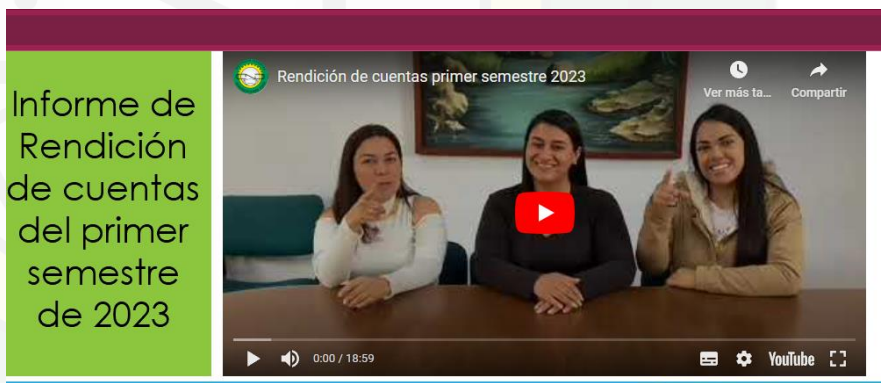 Informe de
Rendición
de cuentas
del primer
semestre
de 2023
Rendición de cuentas primer semestre 2023
Ver más ta...
Compartir
0:00 / 18:59
YouTube